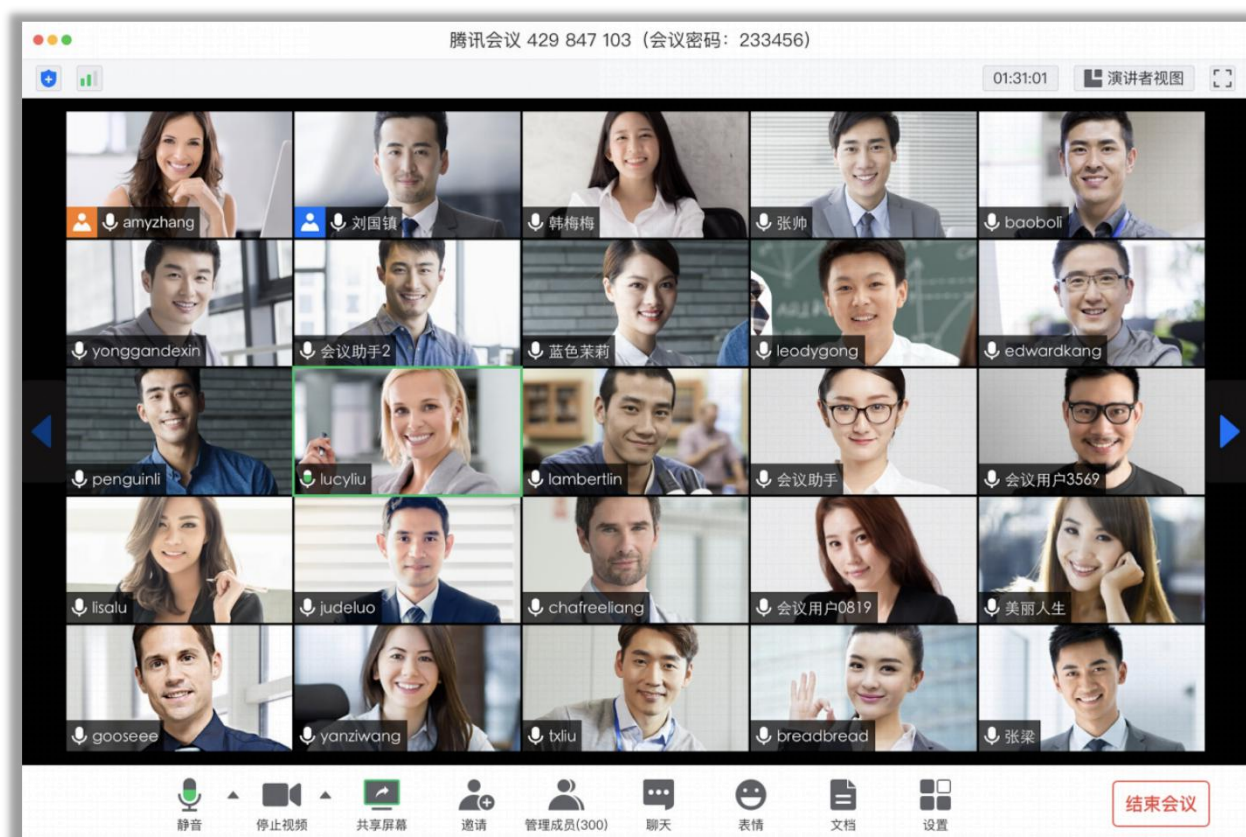 腾讯会议 429 847 103（会议密码：233456）
01:31:01 演讲者视图
amyzhang 刘国镇 韩梅梅 张帅 baoboli
yonggandexin 会议助手2 蓝色茉莉 leodygong edwardkang
penguinli lucyliu lambertlin 会议助手 会议用户3569
lisalu judeluo chafreeliang 会议用户0819 美丽人生
gooseee yanziwang txliu breadbread 张梁
静音 停止视频 共享屏幕 邀请 管理成员(300) 聊天 表情 文档 设置 结束会议